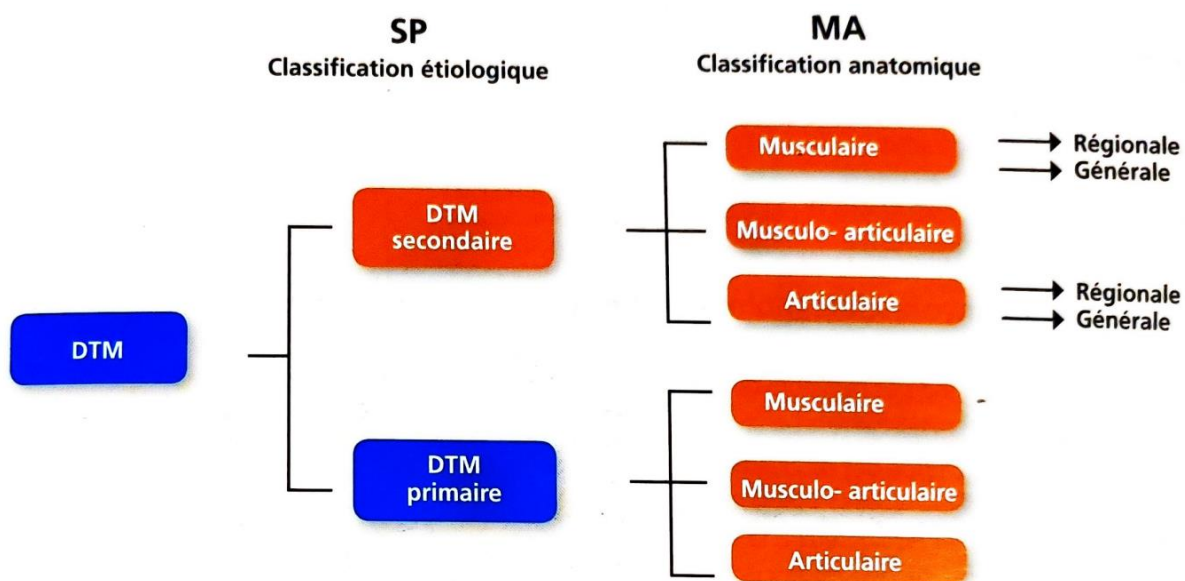 SP
Classification étiologique
MA
Classification anatomique
DTM
DTM
secondaire
Musculaire
Régionale
Générale
Musculo- articulaire
Articulaire
Régionale
Générale
DTM
primaire
Musculaire
Musculo- articulaire
Articulaire